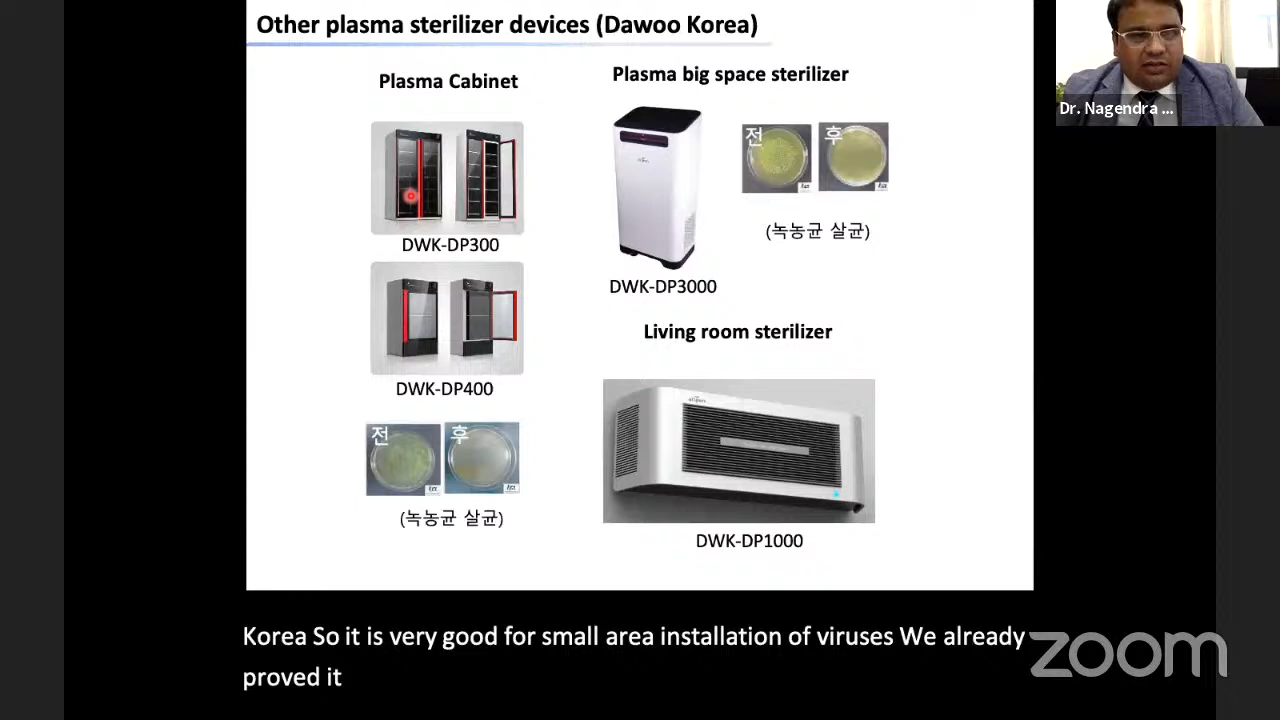 Other plasma sterilizer devices (Dawoo Korea)
Plasma Cabinet
DWK-DP300
DWK-DP400
전
후
(녹농균 살균)
Plasma big space sterilizer
DWK-DP3000
전
후
(녹농균 살균)
Living room sterilizer
DWK-DP1000
Dr. Nagendra ...
Korea So it is very good for small area installation of viruses We already
proved it
zoom